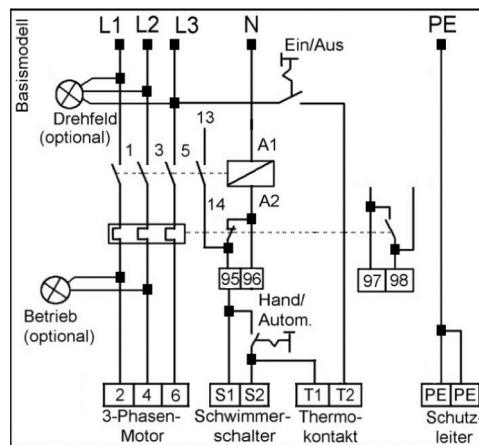 Basismodell
L1 L2 L3 N PE
Ein/Aus
Drehfeld
(optional)
13
1 3 5 A1
14 A2
95 96
97 98
Hand/
Autom.
Betrieb
(optional)
2 4 6 S1 S2 T1 T2 PE PE
3-Phasen-
Motor
Schwimmer-
schalter
Thermo-
kontakt
Schutz-
leiter